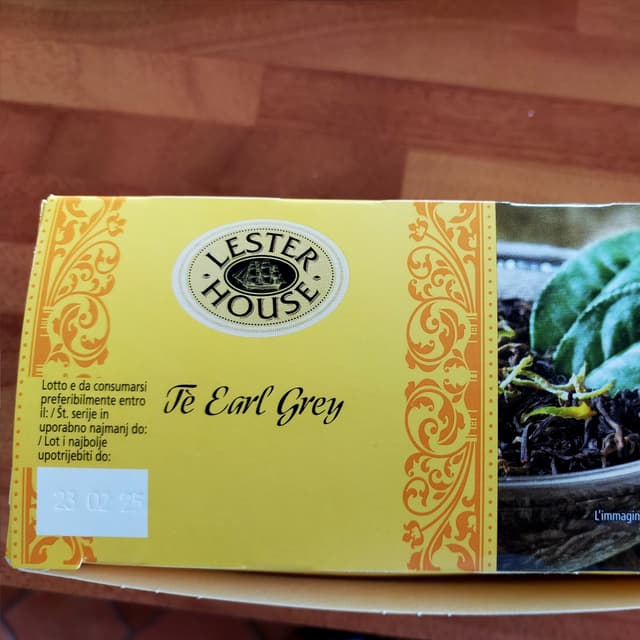 LESTER
HOUSE
Tè Earl Grey
Lotto e da consumarsi
preferibilmente entro
il: / Št. serije in
uporabno najmanj do:
/ Lot i najbolje
upotrijebiti do:
23 02 25
L'immagin